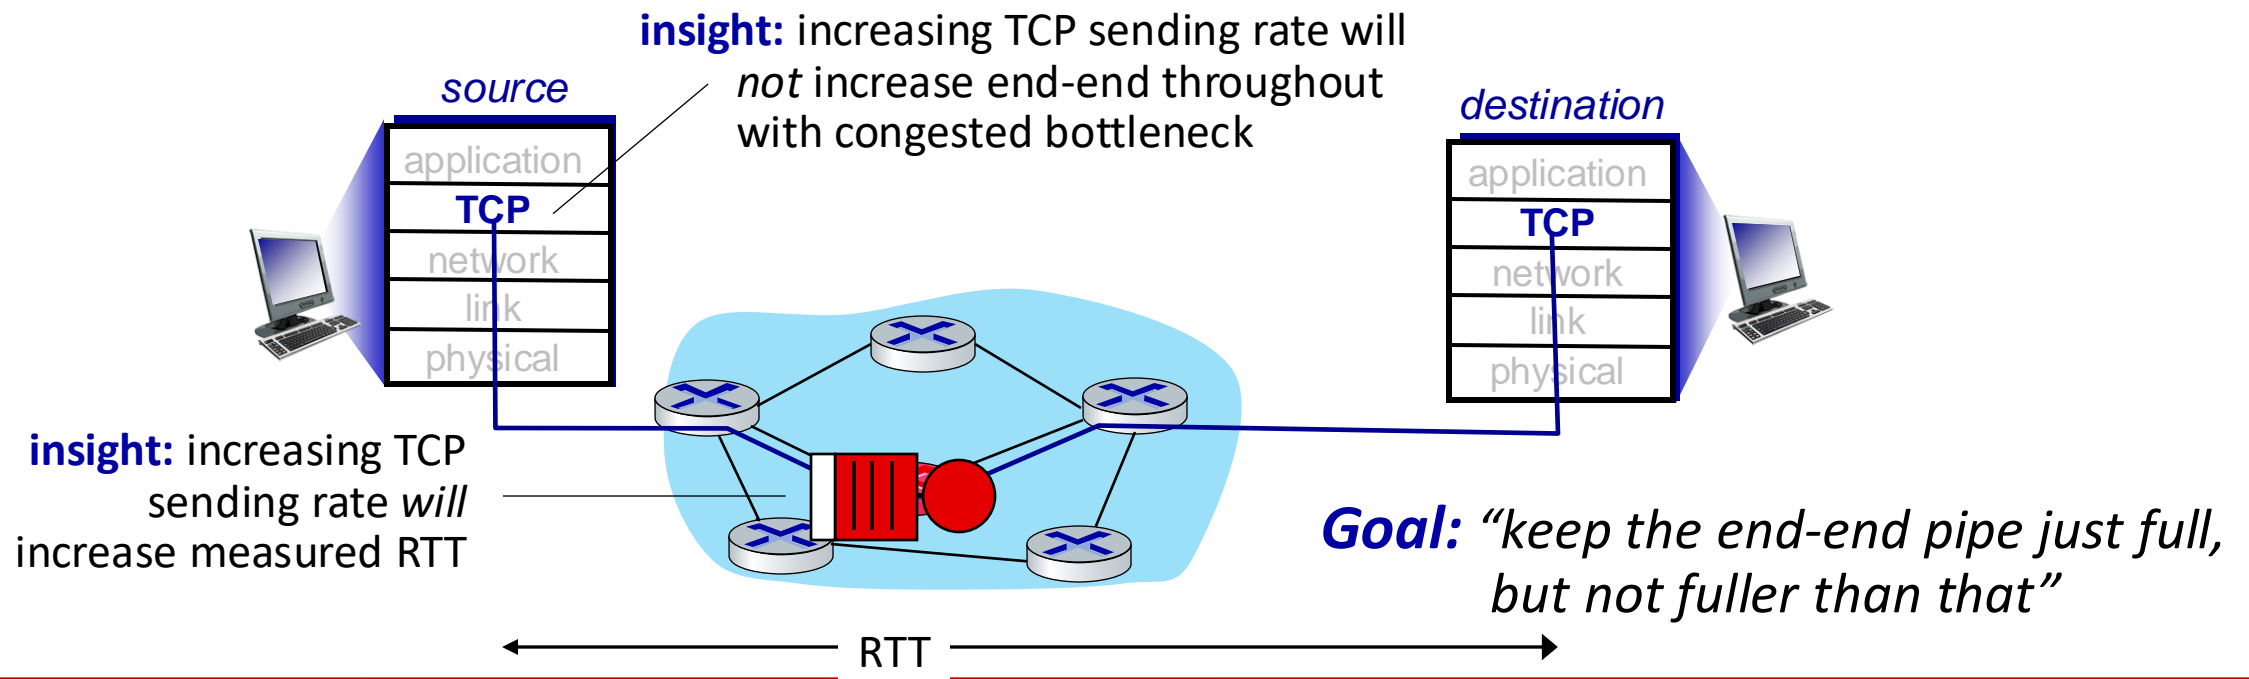 insight: increasing TCP sending rate will
not increase end-end throughout
with congested bottleneck
source
application
TCP
network
link
physical
destination
application
TCP
network
link
physical
insight: increasing TCP
sending rate will
increase measured RTT
Goal: “keep the end-end pipe just full,
but not fuller than that”
RTT